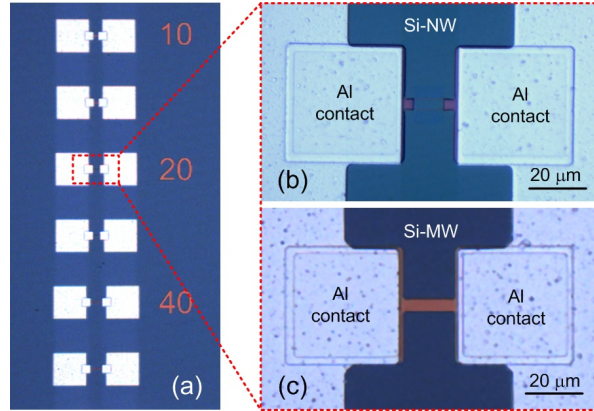 10
20
40
(a)
Si-NW
Al
contact
Al
contact
(b)
20 μm
Si-MW
Al
contact
Al
contact
(c)
20 μm